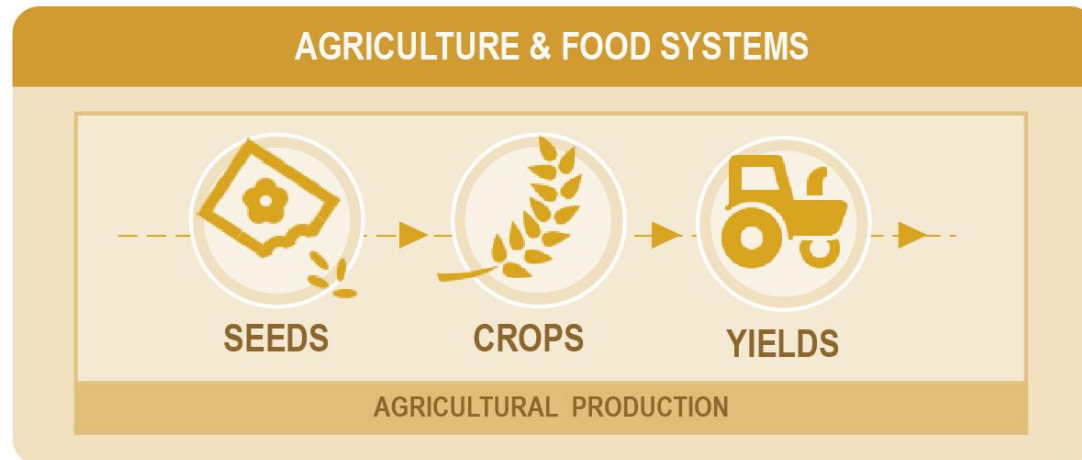 AGRICULTURE & FOOD SYSTEMS
SEEDS
CROPS
YIELDS
AGRICULTURAL PRODUCTION